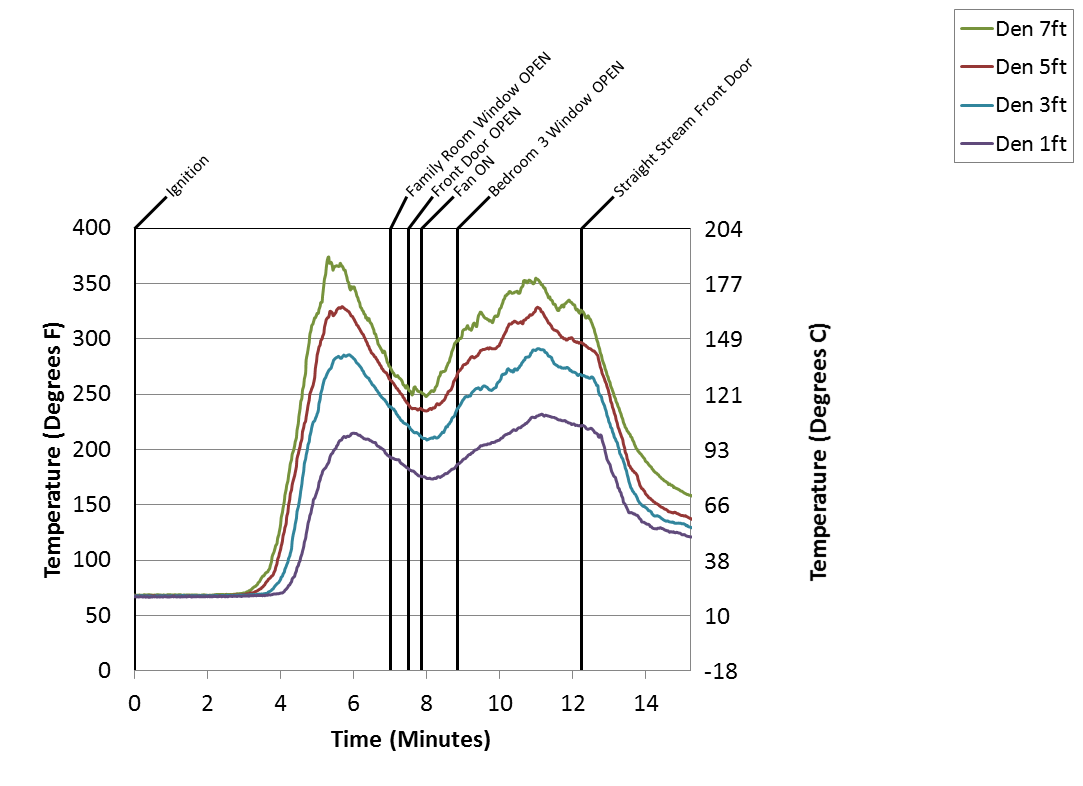 Den 7ft
Den 5ft
Den 3ft
Den 1ft
Ignition
Family Room Window OPEN
Front Door OPEN
Fan ON
Bedroom 3 Window OPEN
Straight Stream Front Door
400
350
300
250
200
150
100
50
0
204
177
149
121
93
66
38
10
-18
Temperature (Degrees F)
Temperature (Degrees C)
0 2 4 6 8 10 12 14
Time (Minutes)